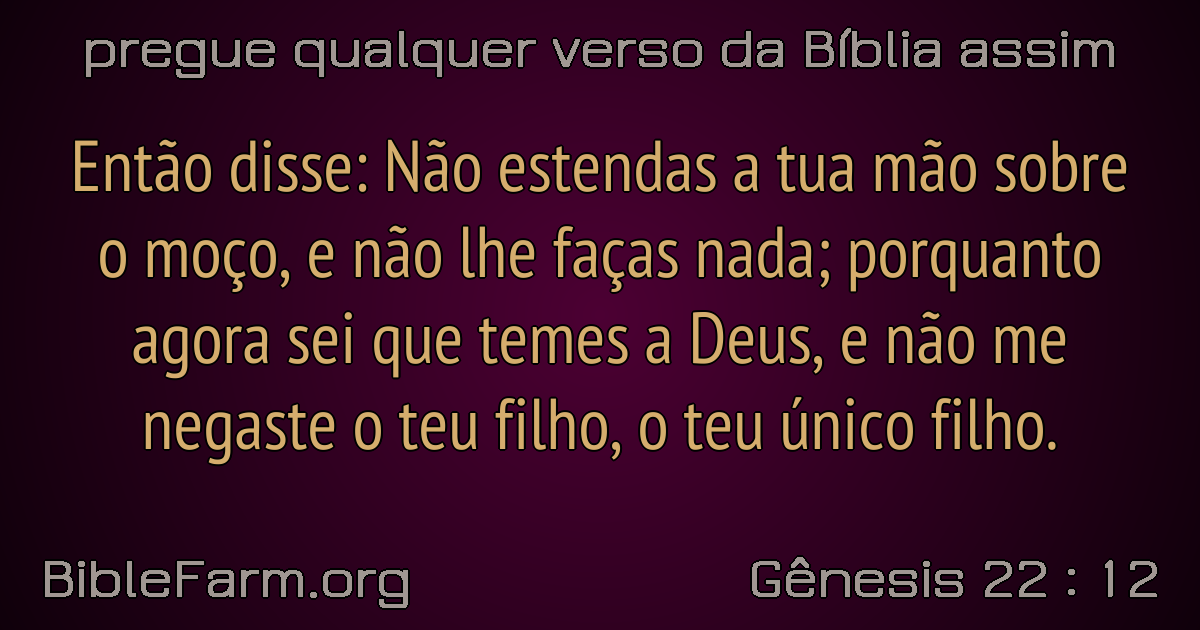 pregue qualquer verso da Bíblia assim
Então disse: Não estendas a tua mão sobre
o moço, e não lhe faças nada; porquanto
agora sei que temes a Deus, e não me
negaste o teu filho, o teu único filho.
BibleFarm.org
Gênesis 22 : 12